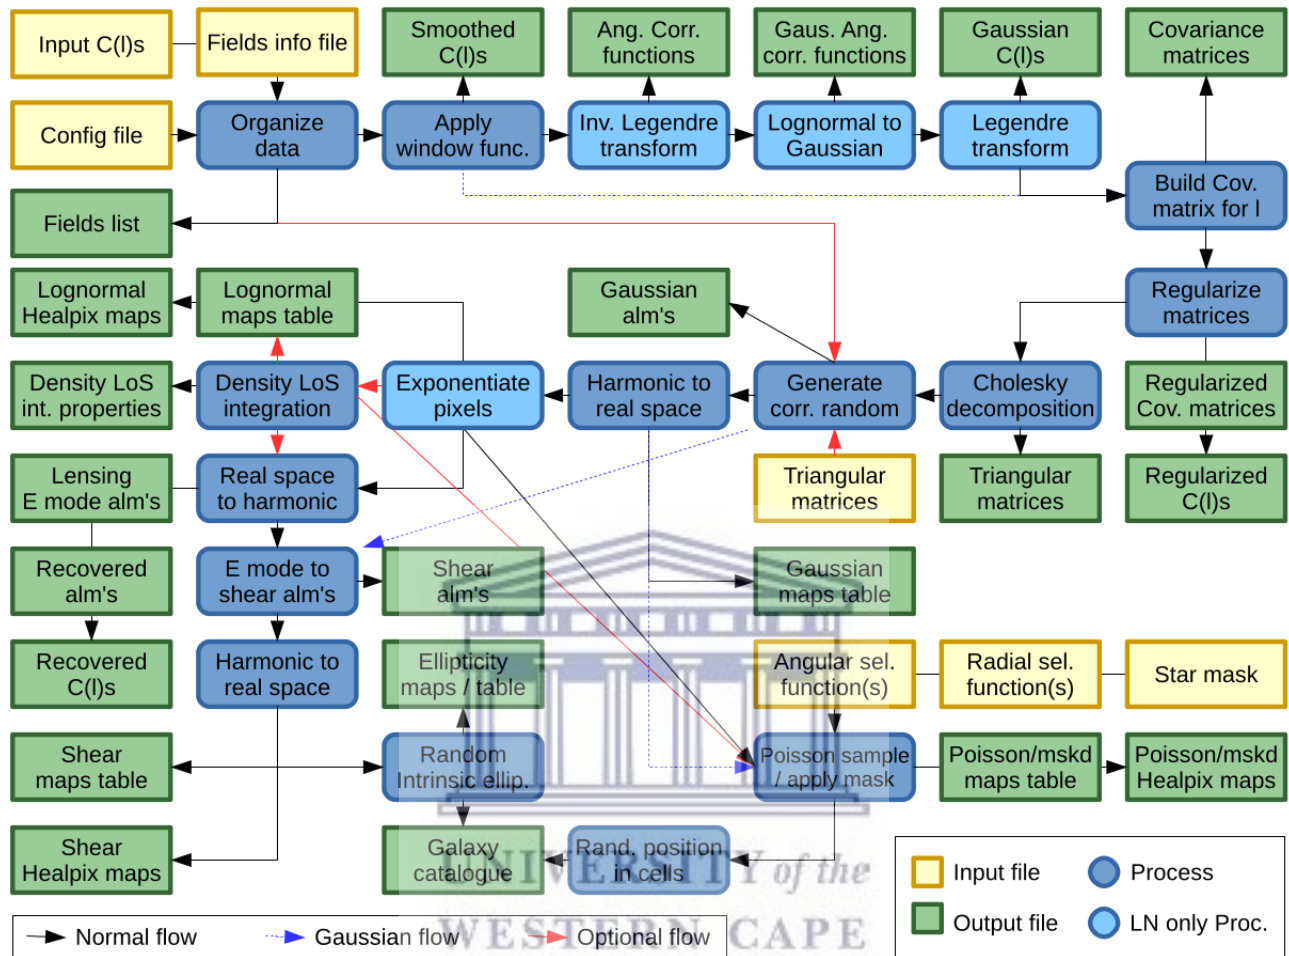 Input C(l)s
Fields info file
Smoothed
C(l)s
Ang. Corr.
functions
Gaus. Ang.
corr. functions
Gaussian
C(l)s
Covariance
matrices
Config file
Organize
data
Apply
window func.
Inv. Legendre
transform
Lognormal to
Gaussian
Legendre
transform
Build Cov.
matrix for l
Fields list
Lognormal
Healpix maps
Lognormal
maps table
Gaussian
alm's
Regularize
matrices
Density LoS
int. properties
Density LoS
integration
Exponentiate
pixels
Harmonic to
real space
Generate
corr. random
Cholesky
decomposition
Regularized
Cov. matrices
Lensing
E mode alm's
Real space
to harmonic
Triangular
matrices
Triangular
matrices
Regularized
C(l)s
Recovered
alm's
E mode to
shear alm's
Shear
alm's
Gaussian
maps table
Recovered
C(l)s
Harmonic to
real space
Ellipticity
maps / table
Angular sel.
function(s)
Radial sel.
function(s)
Star mask
Shear
maps table
Random
Intrinsic ellip.
Poisson sample
/ apply mask
Poisson/mskd
maps table
Poisson/mskd
Healpix maps
Shear
Healpix maps
Galaxy
catalogue
Rand. position
in cells
UNIVERSITY of the
WESTERN CAPE
Input file
Process
Output file
LN only Proc.
Normal flow
Gaussian flow
Optional flow